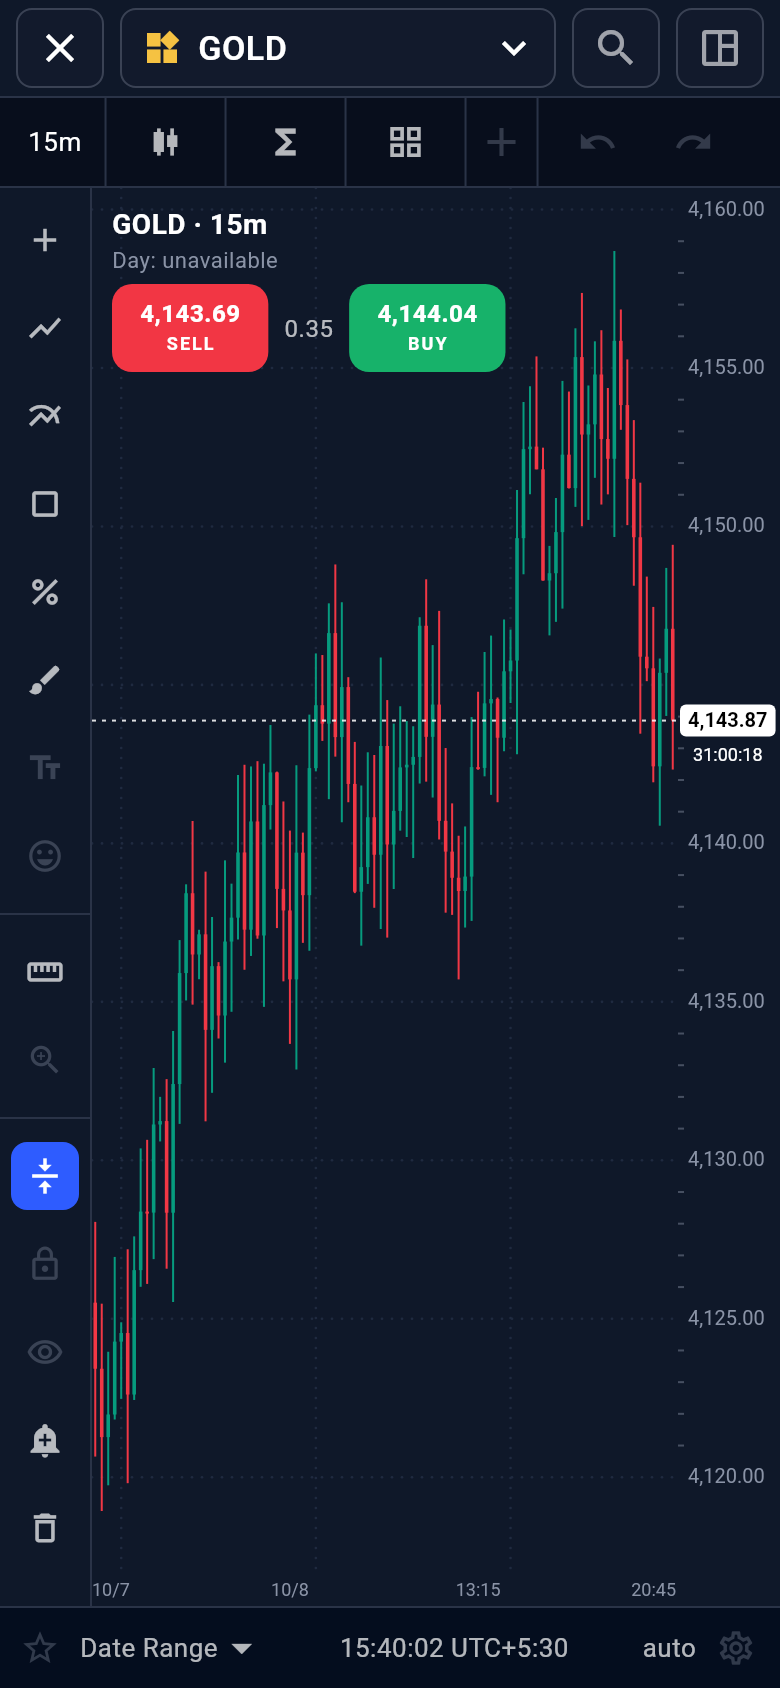 GOLD
15m
GOLD · 15m
Day: unavailable
4,143.69
SELL
0.35
4,144.04
BUY
4,160.00
4,155.00
4,150.00
4,143.87
31:00:18
4,140.00
4,135.00
4,130.00
4,125.00
4,120.00
10/7 10/8 13:15 20:45
Date Range 15:40:02 UTC+5:30 auto